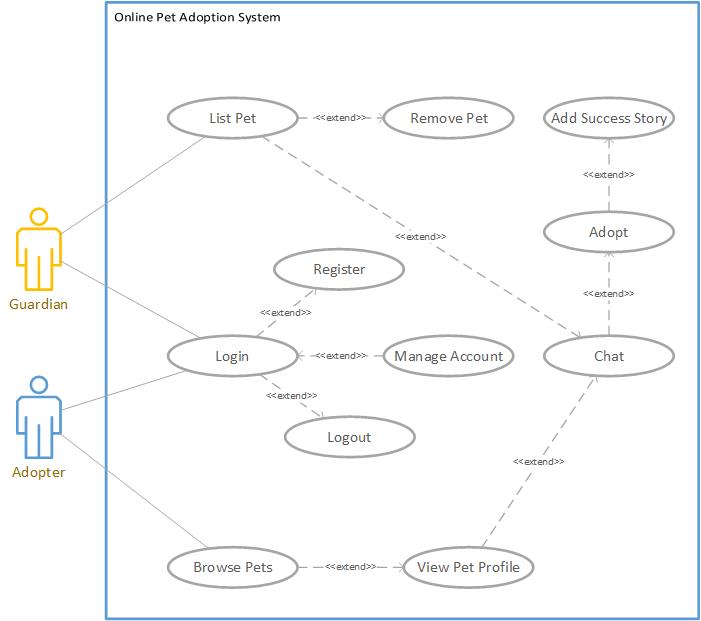 Online Pet Adoption System
List Pet
<<extend>>
Remove Pet
Add Success Story
<<extend>>
Adopt
<<extend>>
Guardian
Register
<<extend>>
<<extend>>
Login
<<extend>>
Manage Account
Chat
<<extend>>
Logout
Adopter
<<extend>>
Browse Pets
<<extend>>
View Pet Profile